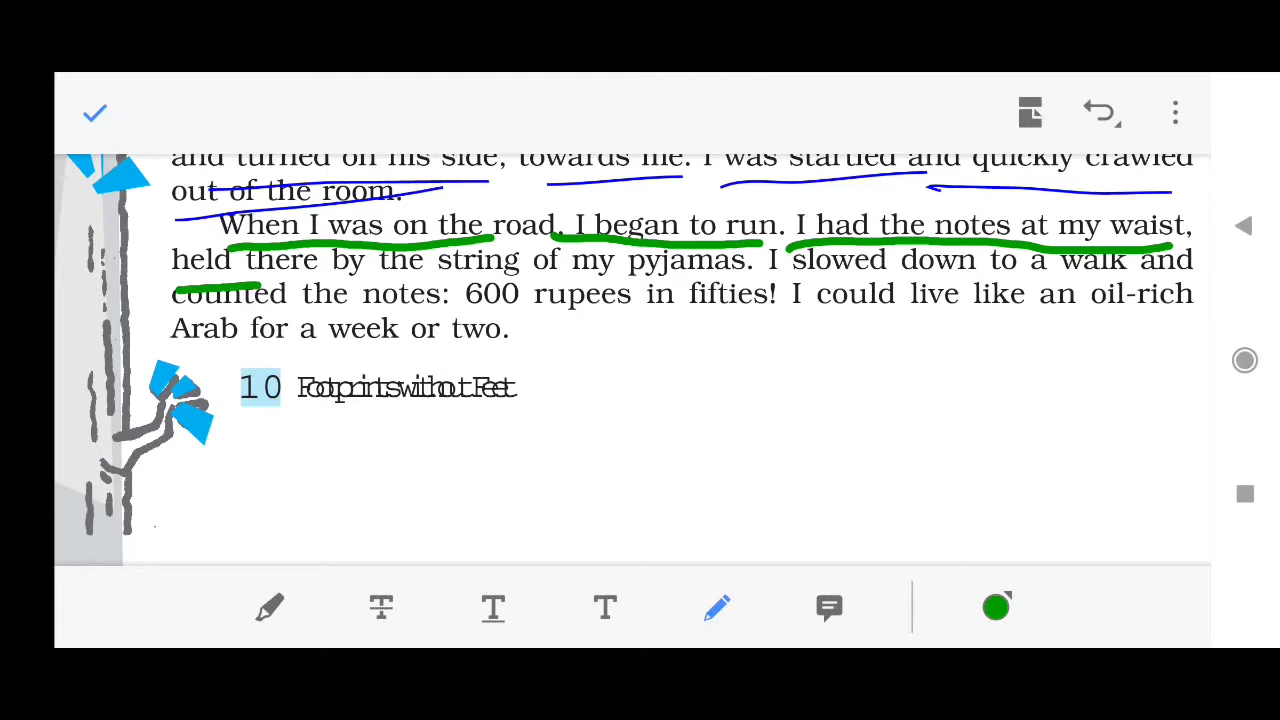 and turned on his side, towards me. I was startled and quickly crawled
out of the room.
When I was on the road, I began to run. I had the notes at my waist,
held there by the string of my pyjamas. I slowed down to a walk and
counted the notes: 600 rupees in fifties! I could live like an oil-rich
Arab for a week or two.
10 Footprints without Feet
T T T